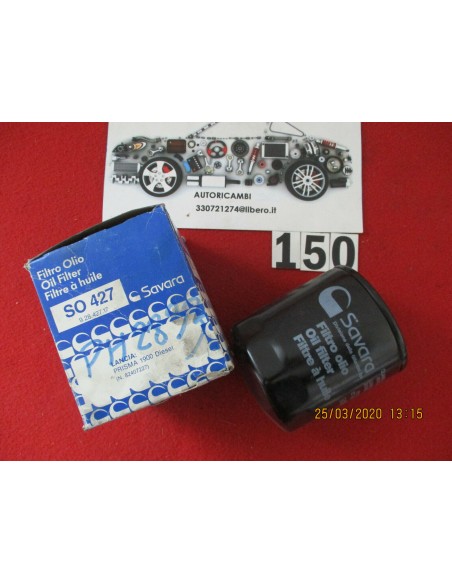 AUTORICAMBI
330721274@libero.it
150
Filtro Olio
Oil Filter
Filtre à huile
SO 427
Savara
LANCIA:
PRISMA 1900 Diesel
Savara
Filtro olio
Oil filter
Filtre à huile
25/03/2020 13:15